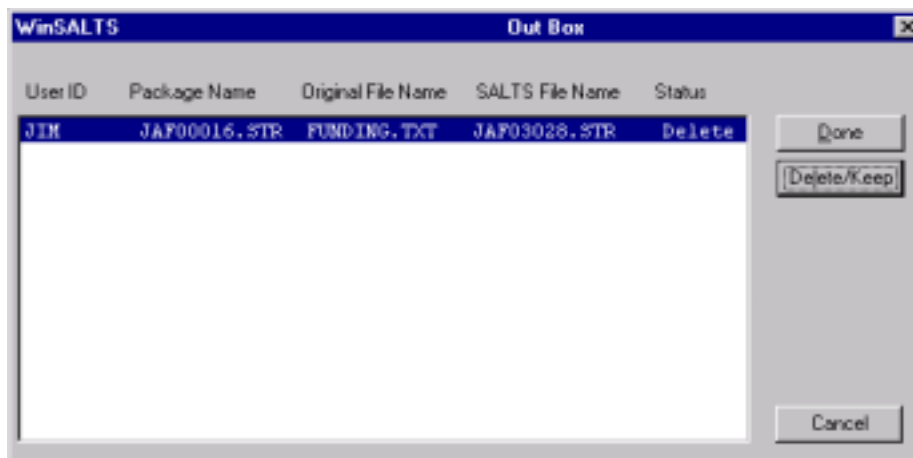 WinSALTS Out Box
User ID Package Name Original File Name SALTS File Name Status
JIM JAF00016.STR FUNDING.TXT JAF03028.STR Delete
Done
Delete/Keep
Cancel